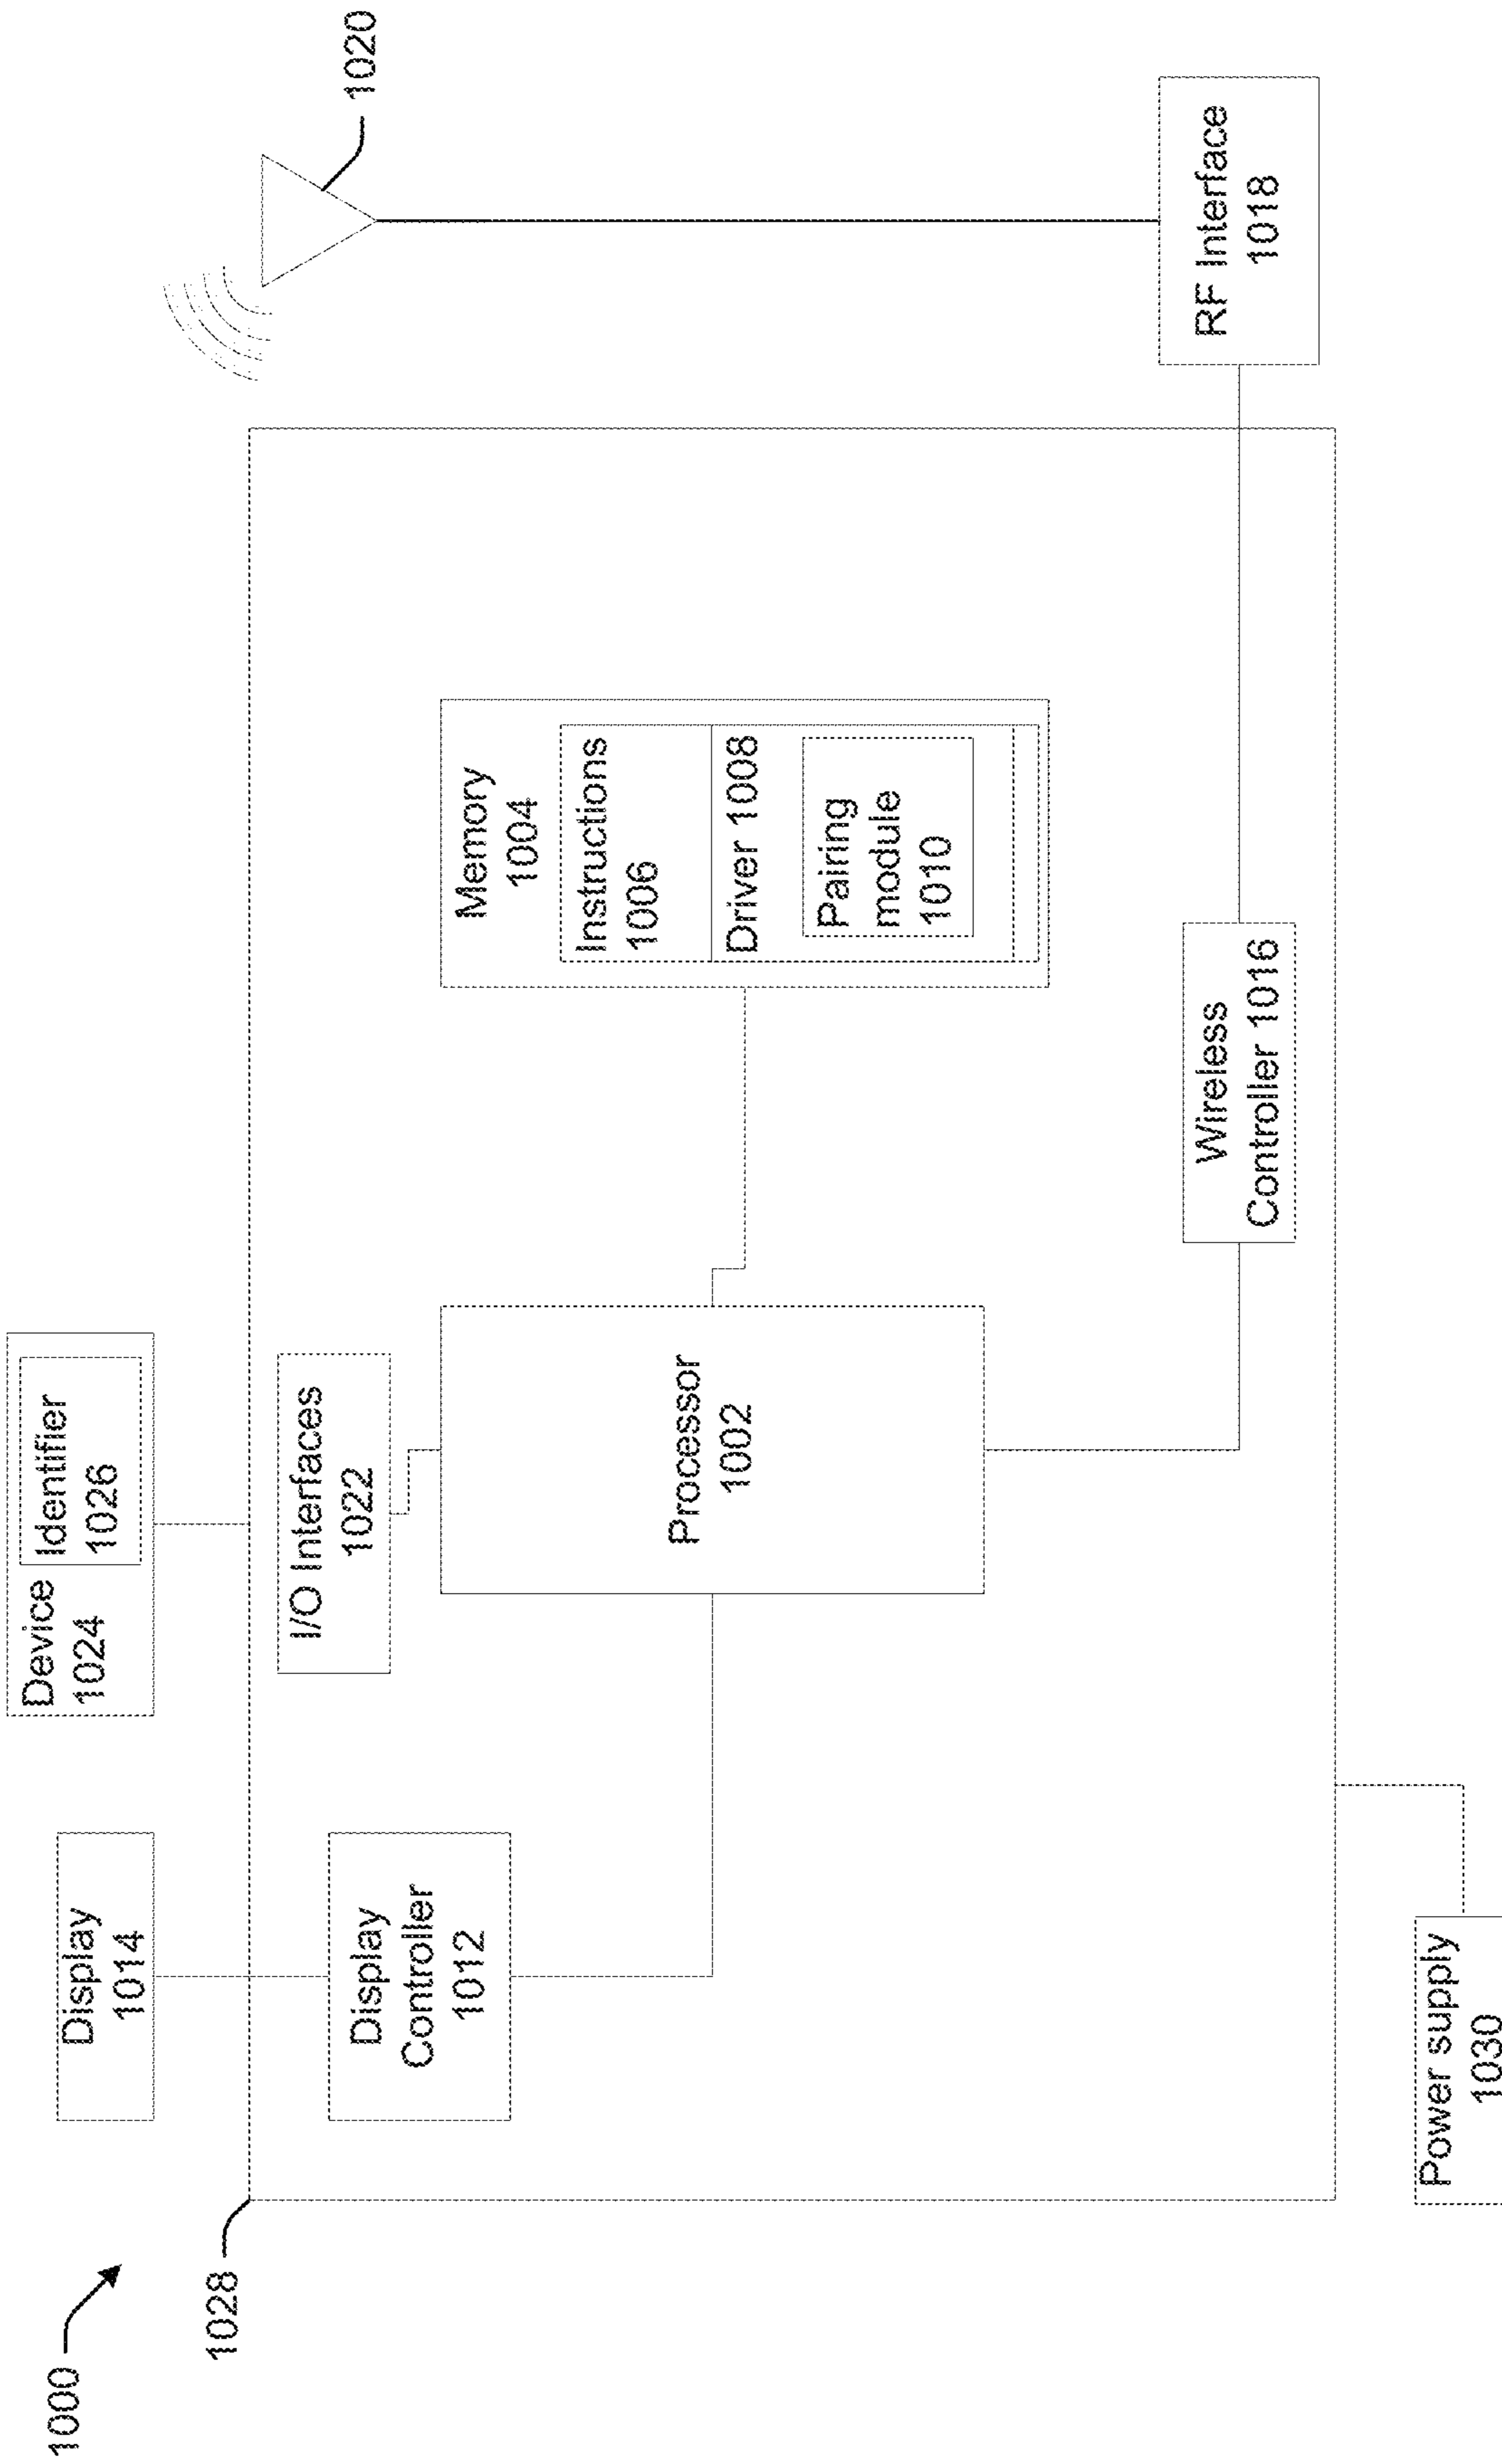 1000
1028
Display
1014
Device
1024
Identifier
1026
Display
Controller
1012
I/O Interfaces
1022
Processor
1002
Memory
1004
Instructions
1006
Driver 1008
Pairing
module
1010
Wireless
Controller 1016
RF Interface
1018
1020
Power supply
1030